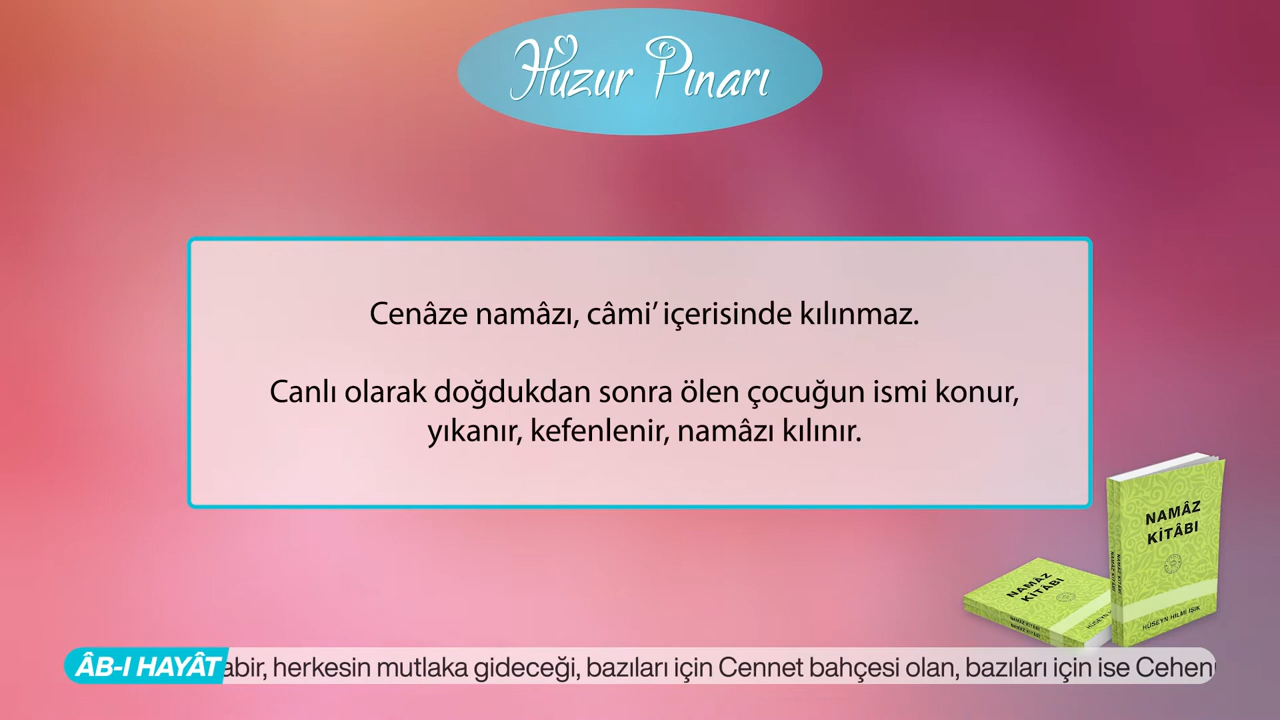 Huzur Pınarı
Cenâze namâzı, câmi’ içerisinde kılınmaz.
Canlı olarak doğdukdan sonra ölen çocuğun ismi konur,
yıkanır, kefenlenir, namâzı kılınır.
NAMÂZ
KİTÂBI
HÜSEYN HİLMİ IŞIK
NAMÂZ
KİTÂBI
ÂB-I HAYÂT
abir, herkesin mutlaka gideceği, bazıları için Cennet bahçesi olan, bazıları için ise Cehen